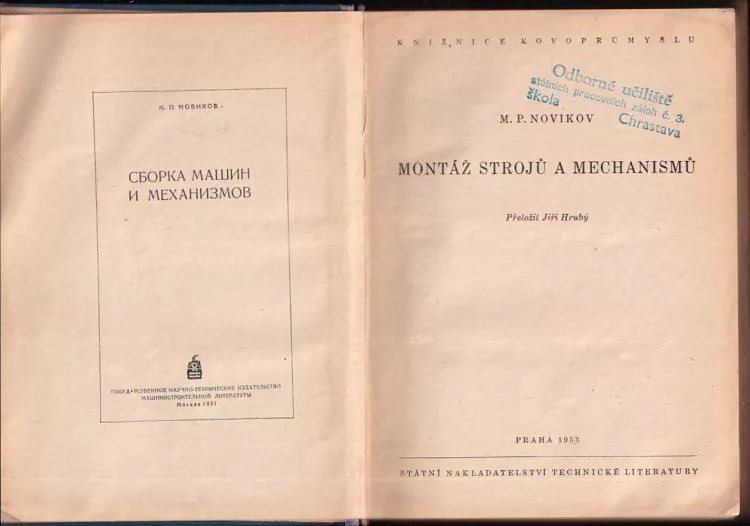 М. П. НОВИКОВ
СБОРКА МАШИН
И МЕХАНИЗМОВ
ГОСУДАРСТВЕННОЕ НАУЧНО-ТЕХНИЧЕСКОЕ ИЗДАТЕЛЬСТВО
МАШИНОСТРОИТЕЛЬНОЙ ЛИТЕРАТУРЫ
Москва 1951
KNIŽNICE KOVOPRŮMYSLU
Odborné učiliště
státních pracovních záloh č. 3.
škola
Chrastava
M. P. NOVIKOV
MONTÁŽ STROJŮ A MECHANISMŮ
Přeložil Jiří Hrubý
PRAHA 1953
STÁTNÍ NAKLADATELSTVÍ TECHNICKÉ LITERATURY